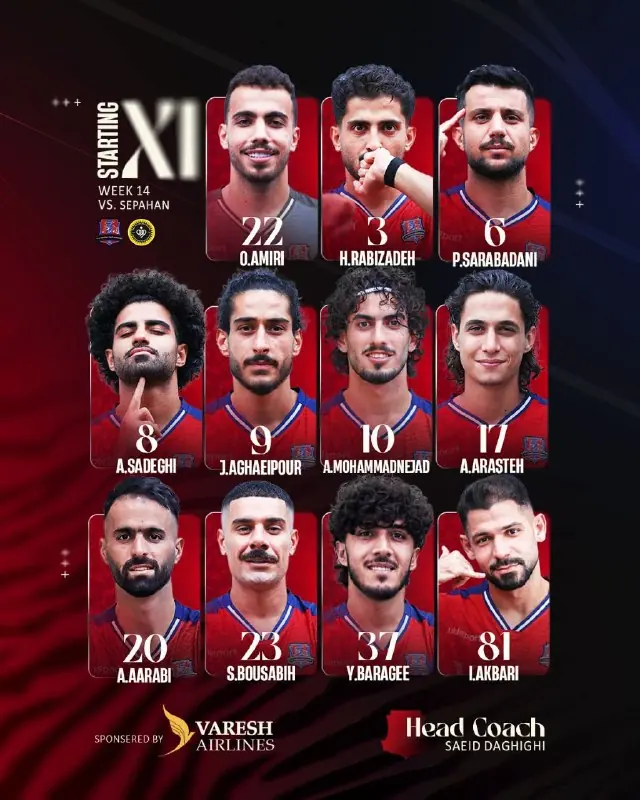 STARTING
XI
WEEK 14
VS. SEPAHAN
22
O.AMIRI
3
H.RABIZADEH
6
P.SARABADANI
8
A.SADEGHI
9
J.AGHAEIPOUR
10
A.MOHAMMADNEJAD
17
A.ARASTEH
20
A.AARABI
23
S.BOUSABIH
37
Y.BARAGEE
81
I.AKBARI
SPONSERED BY
VARESH
AIRLINES
Head Coach
SAEID DAGHIGHI